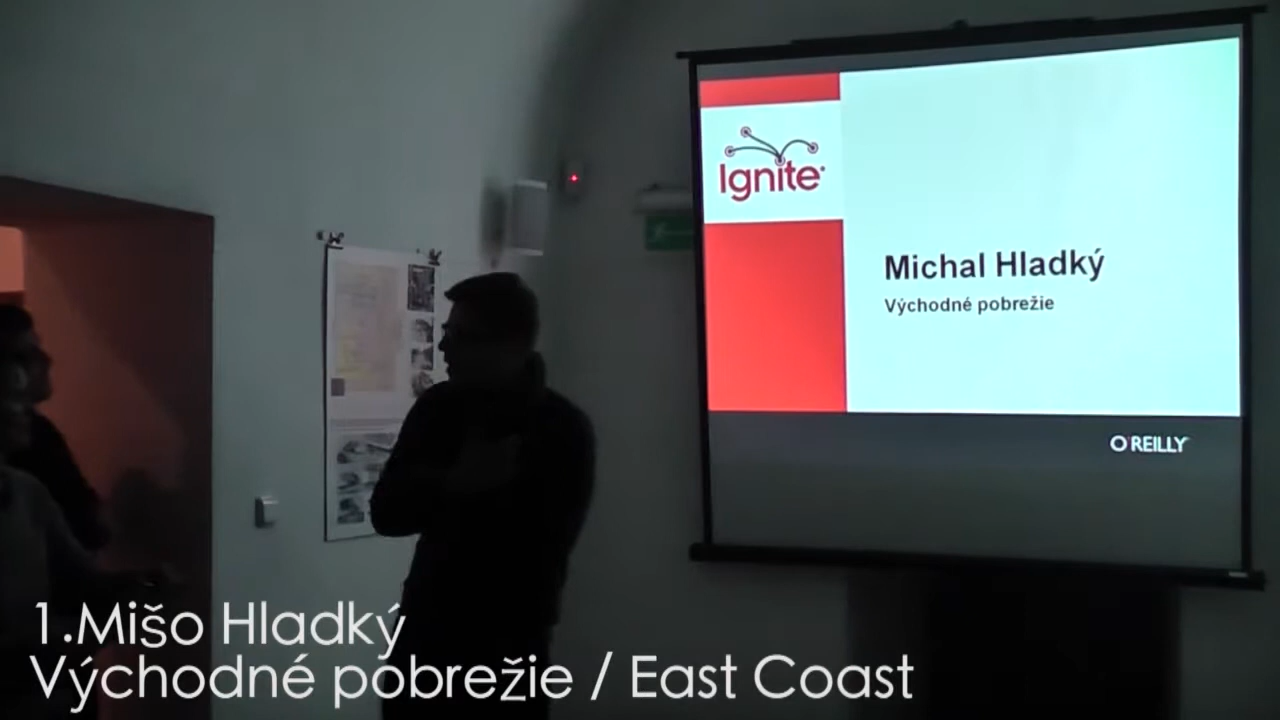 Ignite
Michal Hladký
Východné pobrežie
O'REILLY
1.Mišo Hladký
Východné pobrežie / East Coast